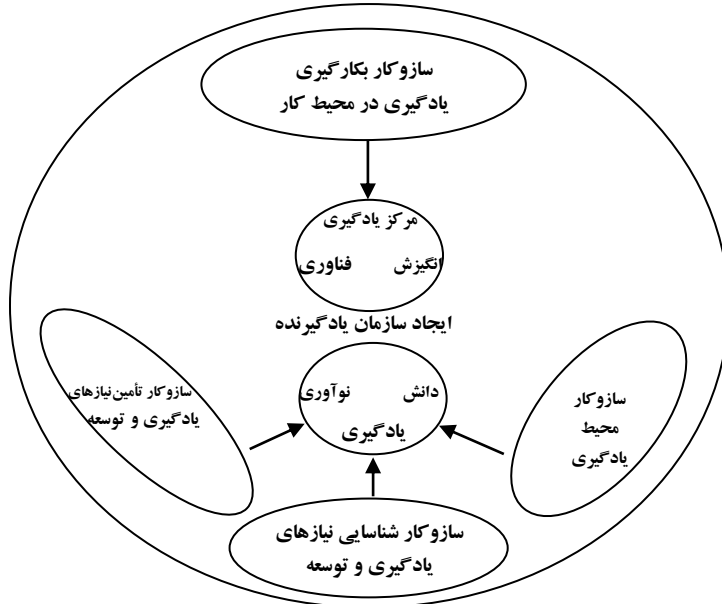 سازوکار بکارگیری
یادگیری در محیط کار
مرکز یادگیری
انگیزش فناوری
ایجاد سازمان یادگیرنده
دانش نوآوری
یادگیری
سازوکار
محیط
یادگیری
سازوکار تأمین نیازهای
یادگیری و توسعه
سازوکار شناسایی نیازهای
یادگیری و توسعه